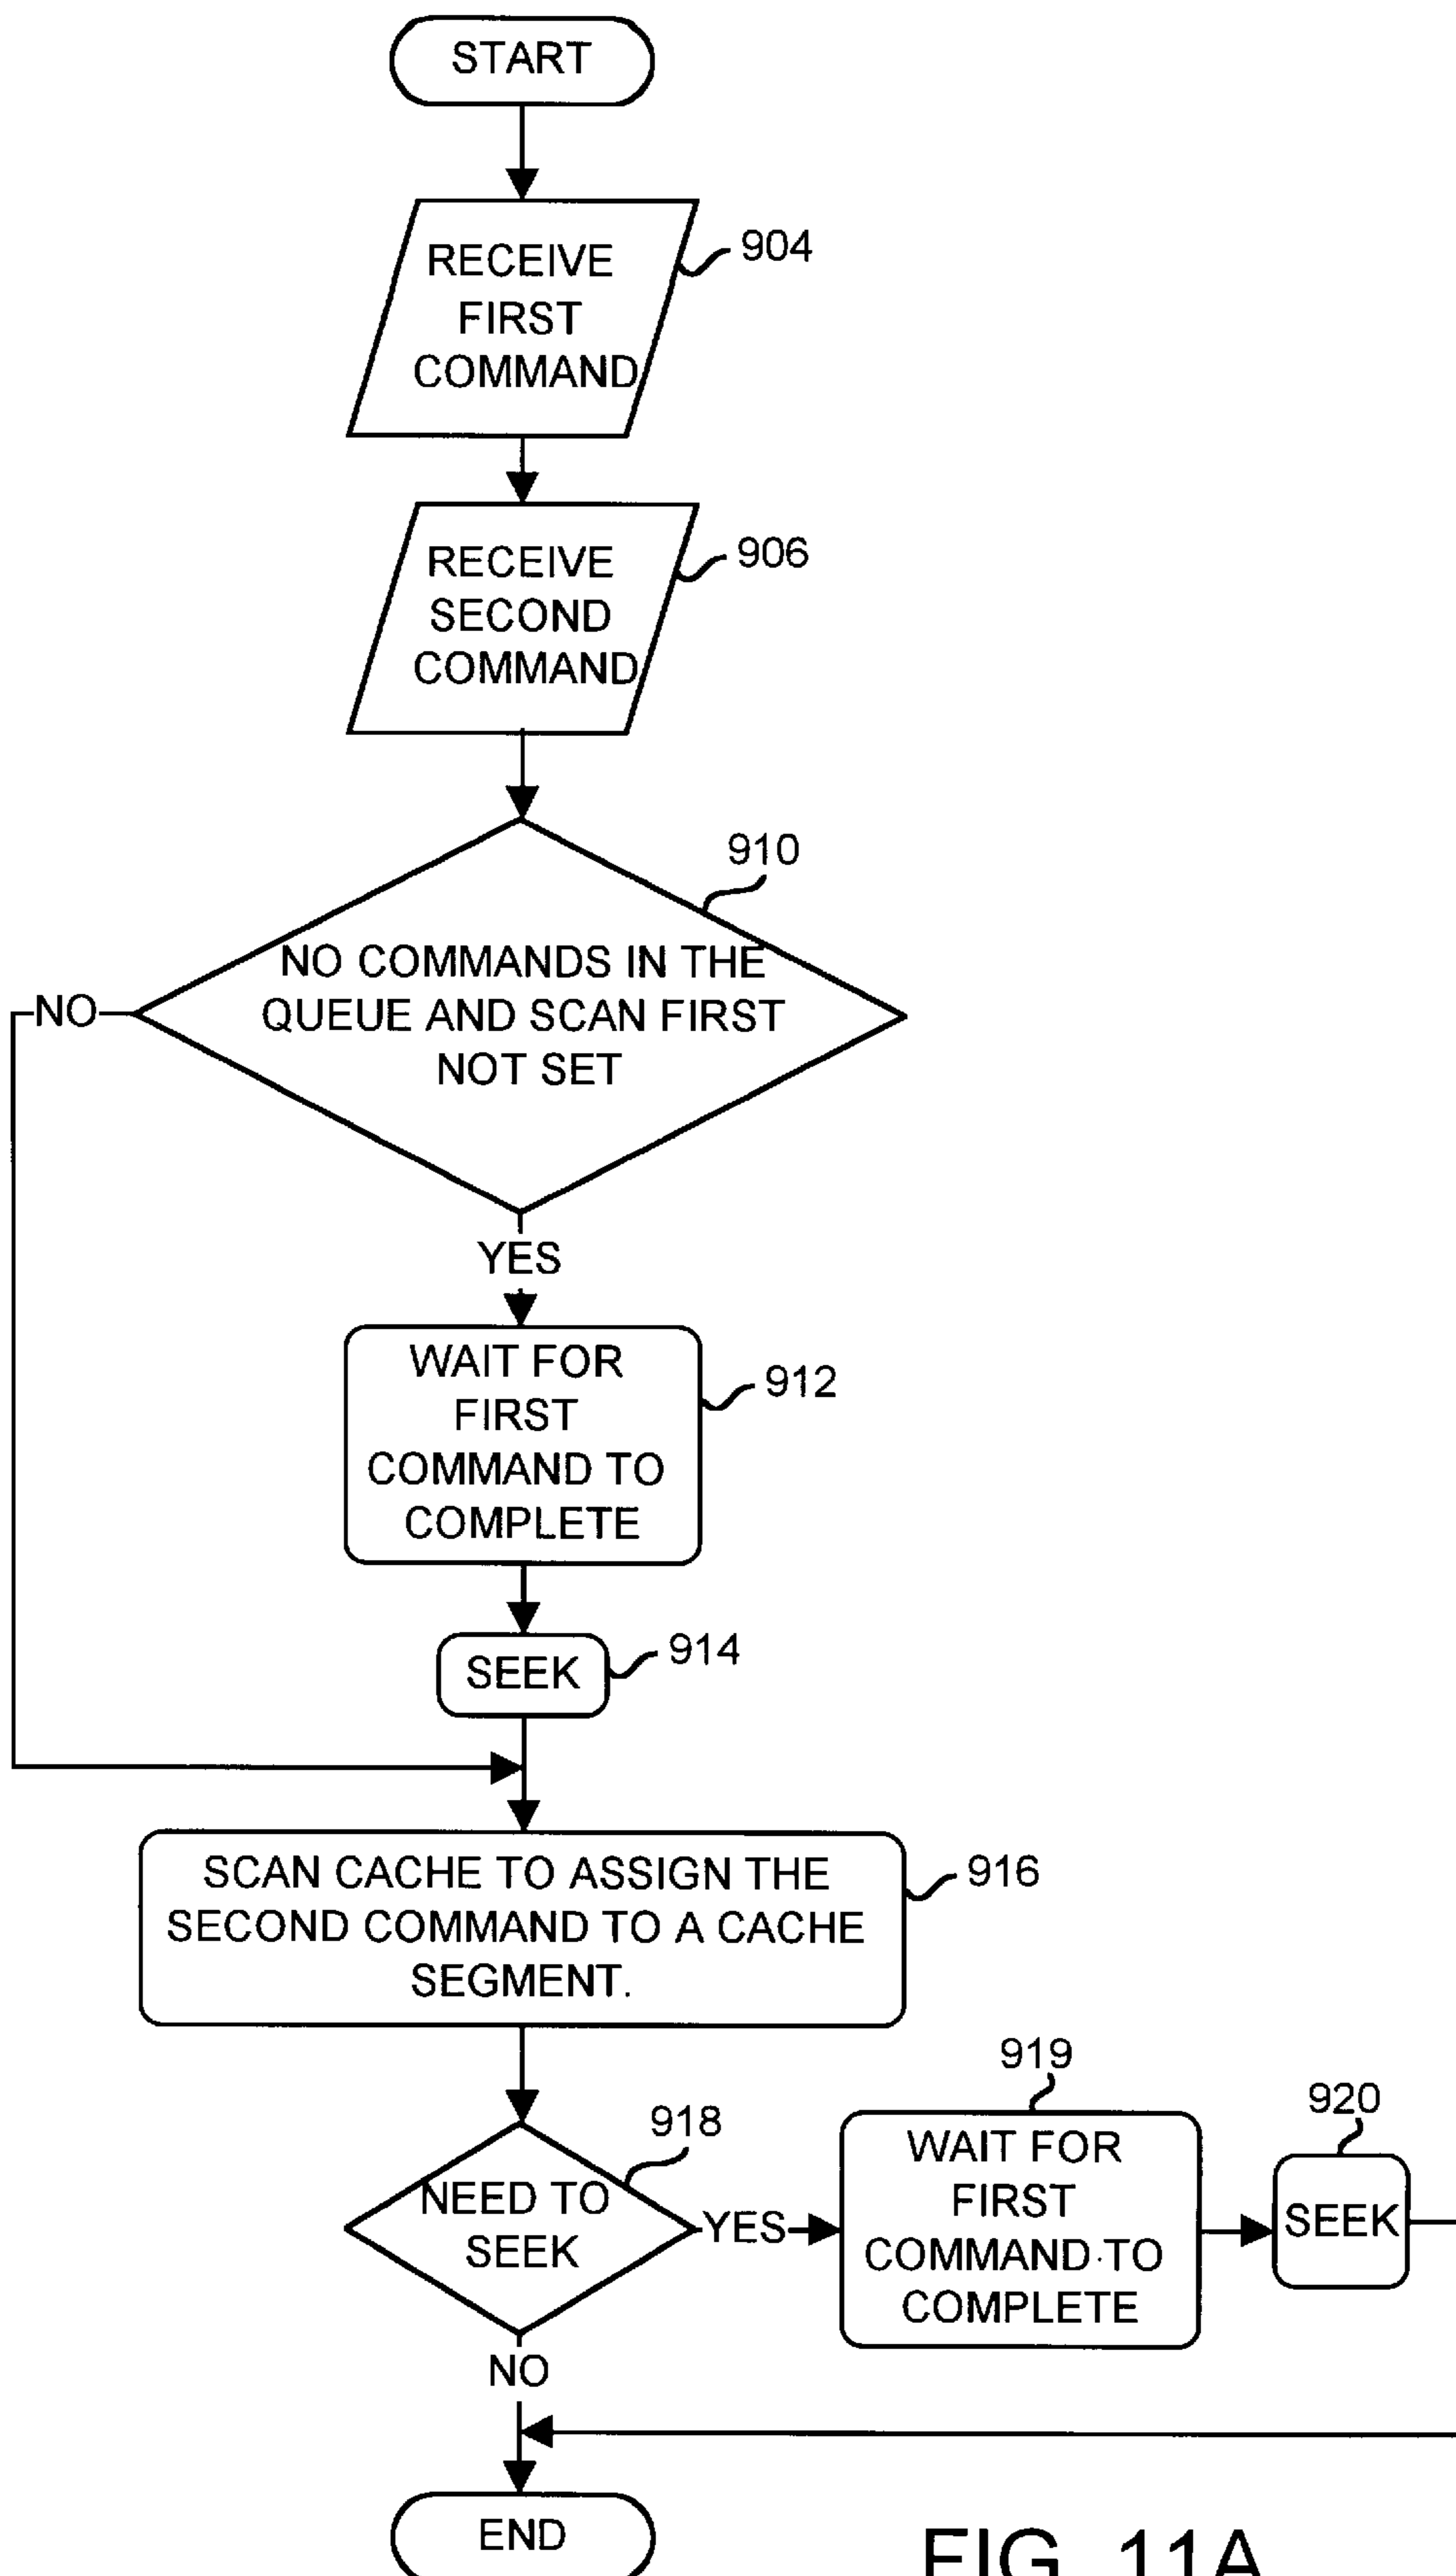 START
RECEIVE
FIRST
COMMAND
904
RECEIVE
SECOND
COMMAND
906
910
NO COMMANDS IN THE
QUEUE AND SCAN FIRST
NOT SET
NO
YES
WAIT FOR
FIRST
COMMAND TO
COMPLETE
912
SEEK
914
SCAN CACHE TO ASSIGN THE
SECOND COMMAND TO A CACHE
SEGMENT.
916
918
NEED TO
SEEK
YES
919
WAIT FOR
FIRST
COMMAND TO
COMPLETE
920
SEEK
NO
END
FIG. 11A